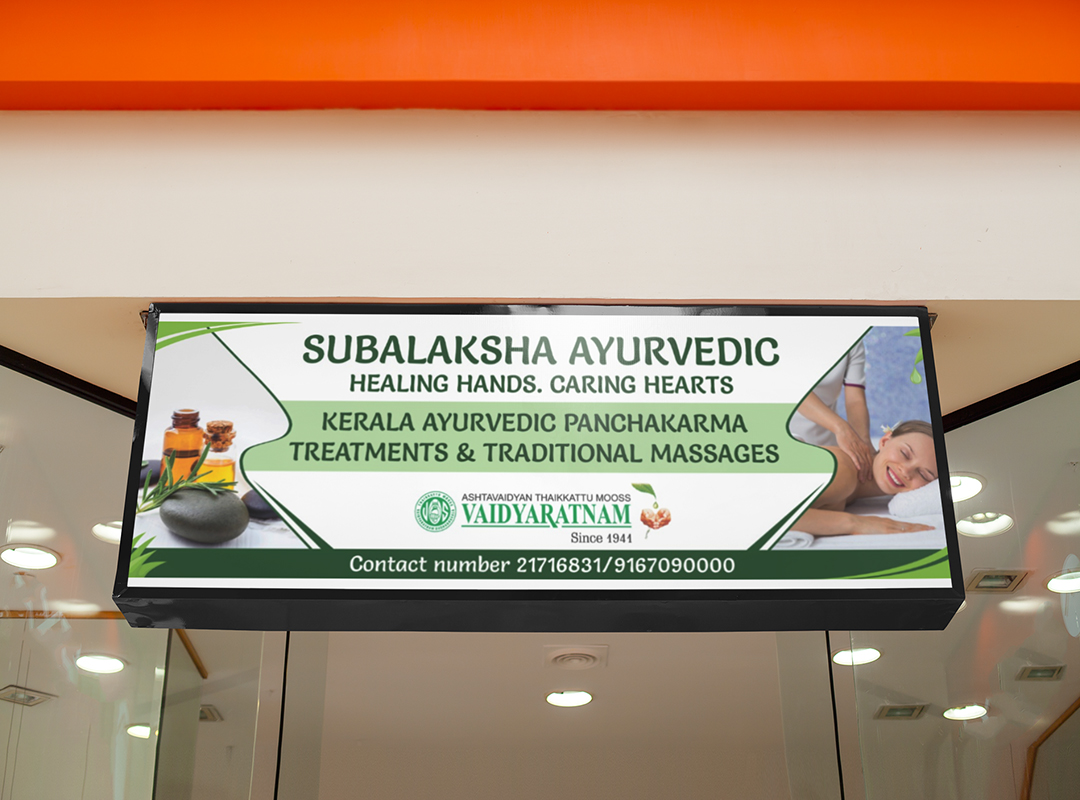 SUBALAKSHA AYURVEDIC
HEALING HANDS. CARING HEARTS
KERALA AYURVEDIC PANCHAKARMA
TREATMENTS & TRADITIONAL MASSAGES
ASHTAVAIDYAN THAIKKATTU MOOSS
VAIDYARATNAM
Since 1941
Contact number 21716831/9167090000